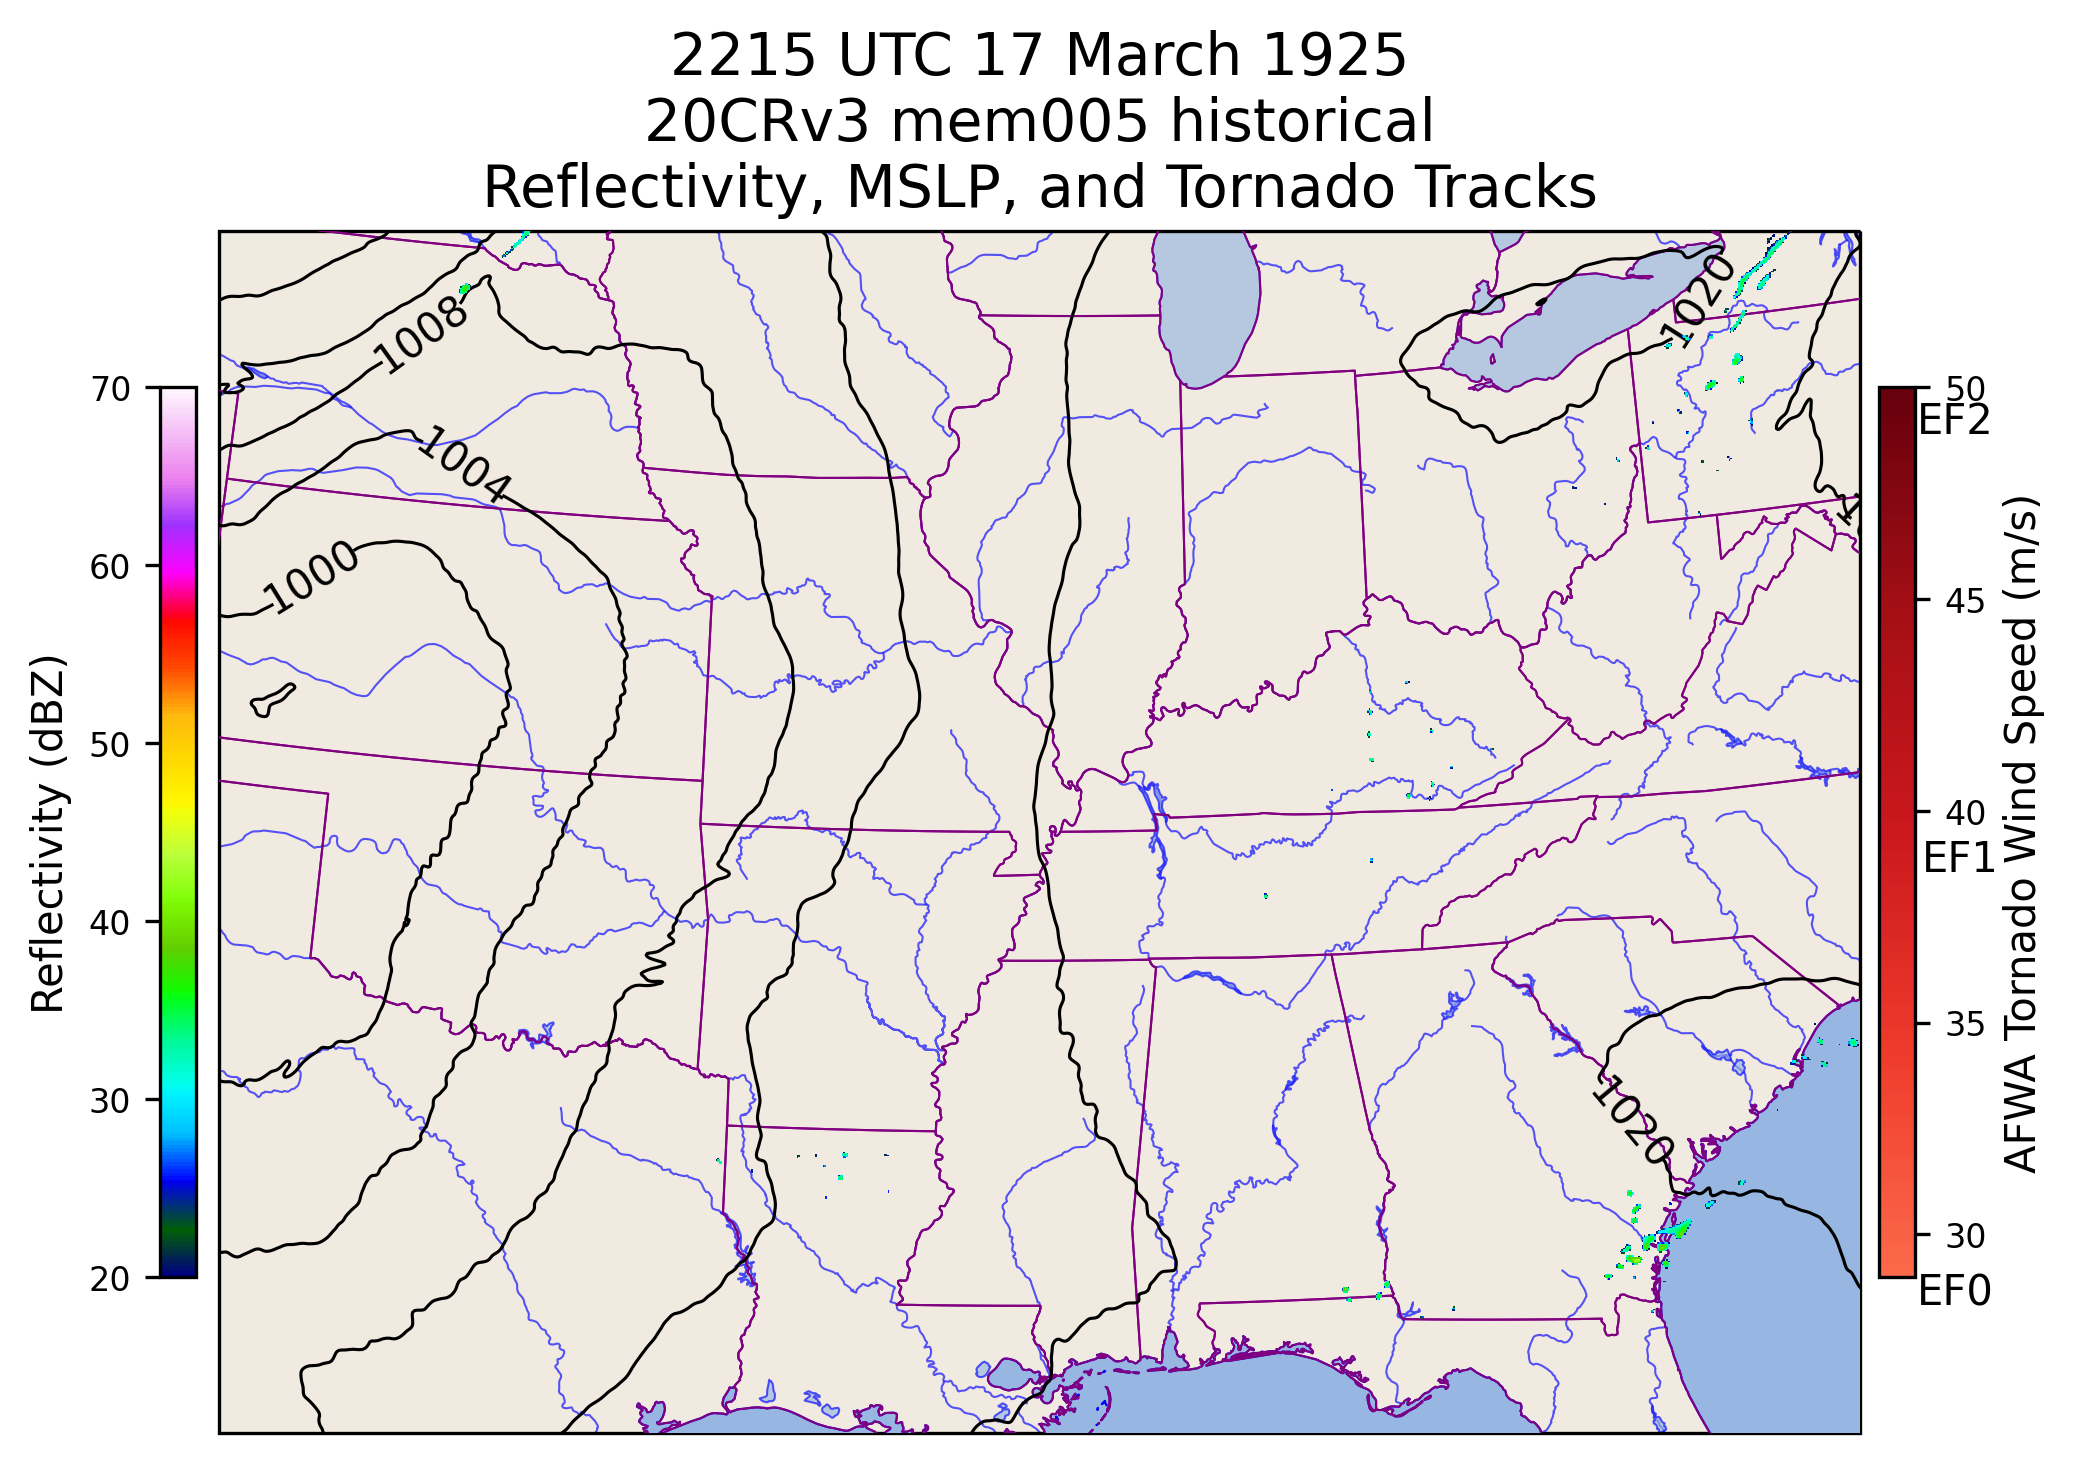 2215 UTC 17 March 1925
20CRv3 mem005 historical
Reflectivity, MSLP, and Tornado Tracks
1020
1008
1004
1000
1020
70
60
50
40
30
20
Reflectivity (dBZ)
50
EF2
45
40
EF1
35
30
EF0
AFWA Tornado Wind Speed (m/s)